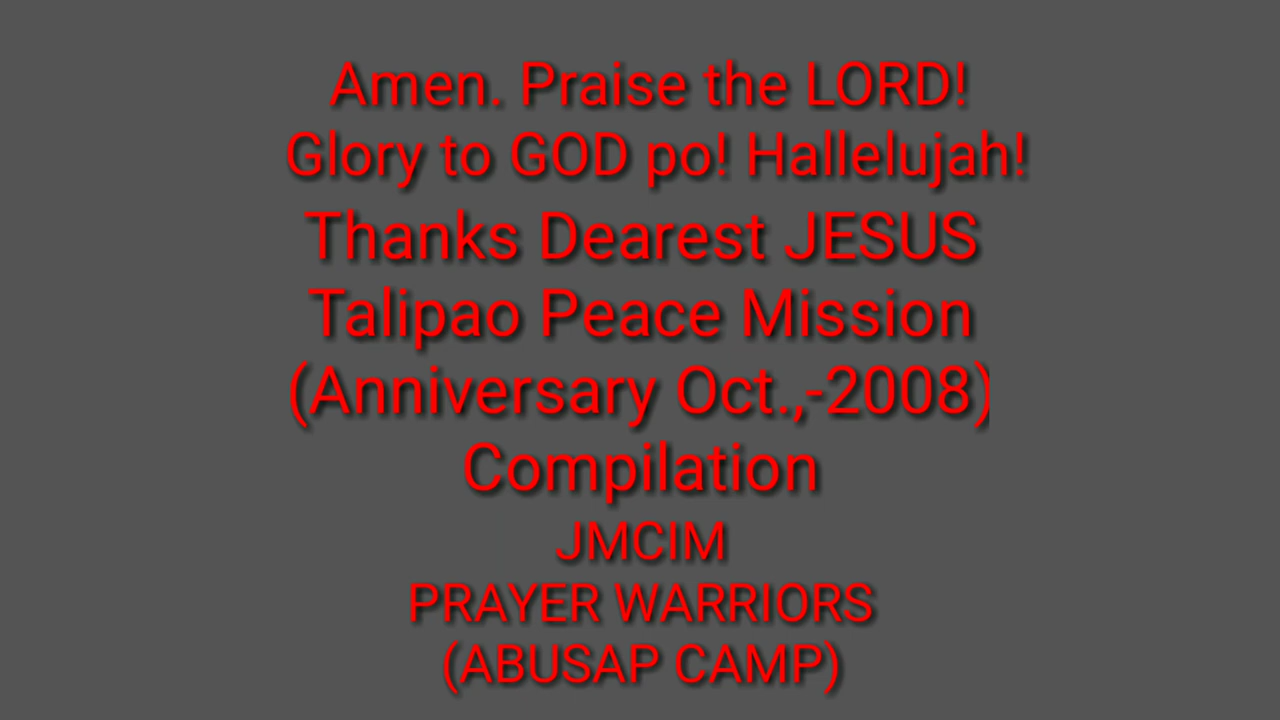 Amen. Praise the LORD!
Glory to GOD po! Hallelujah!
Thanks Dearest JESUS
Talipao Peace Mission
(Anniversary Oct.,-2008)
Compilation
JMCIM
PRAYER WARRIORS
(ABUSAP CAMP)